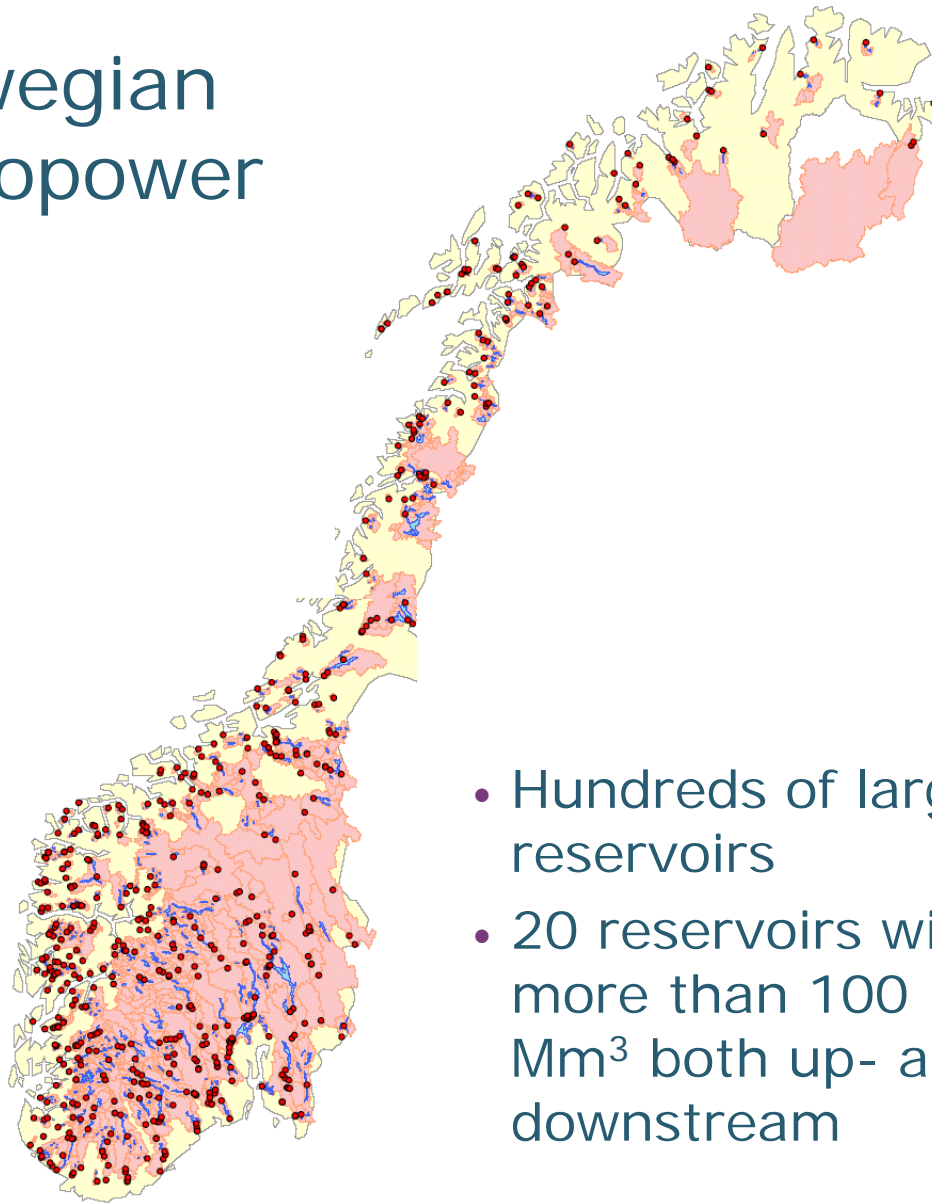 wegian
opower
• Hundreds of larg
reservoirs
• 20 reservoirs wi
more than 100
Mm³ both up- a
downstream